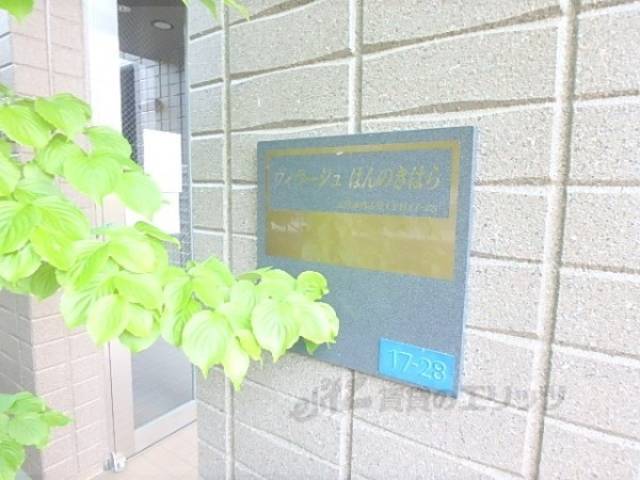 ヴィラージュ はんのきはら
17-28
賃貸のエリッツ